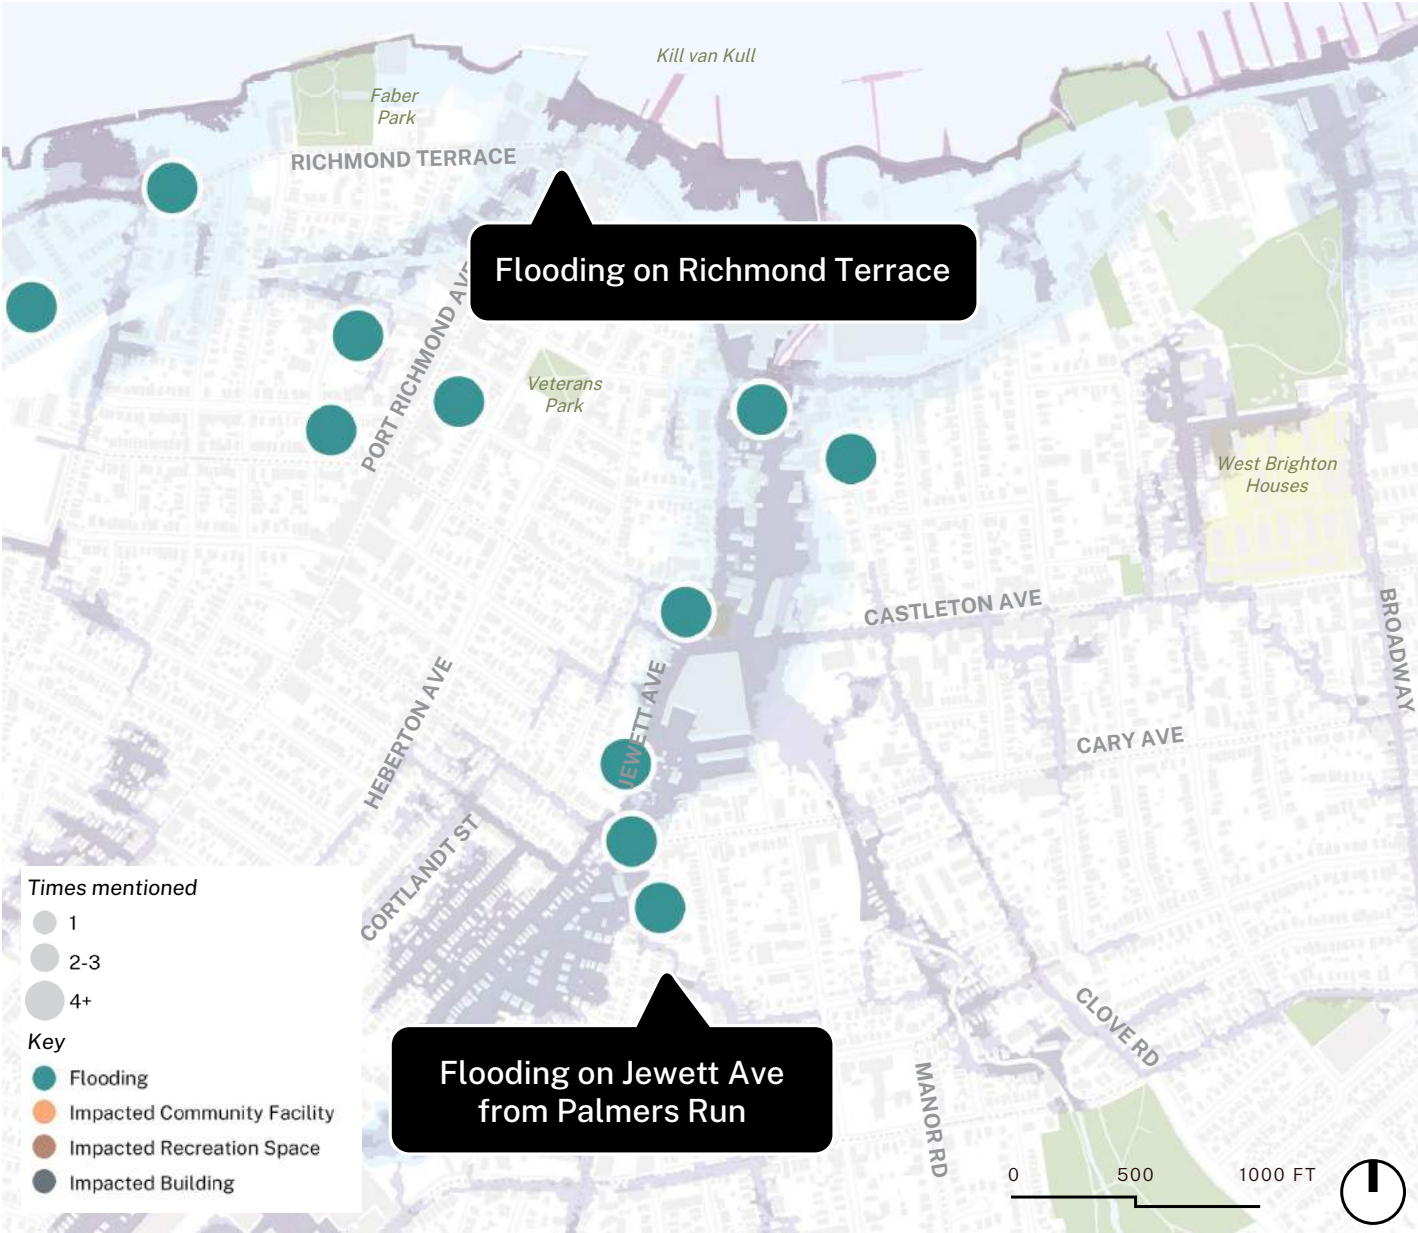 Kill van Kull
Faber
Park
RICHMOND TERRACE
Flooding on Richmond Terrace
PORT RICHMOND AVE
Veterans
Park
West Brighton
Houses
CASTLETON AVE
BROADWAY
JEWETT AVE
HEBERTON AVE
CARY AVE
CORTLANDT ST
CLOVE RD
MANOR RD
Flooding on Jewett Ave
from Palmers Run
Times mentioned
1
2-3
4+
Key
Flooding
Impacted Community Facility
Impacted Recreation Space
Impacted Building
0 500 1000 FT